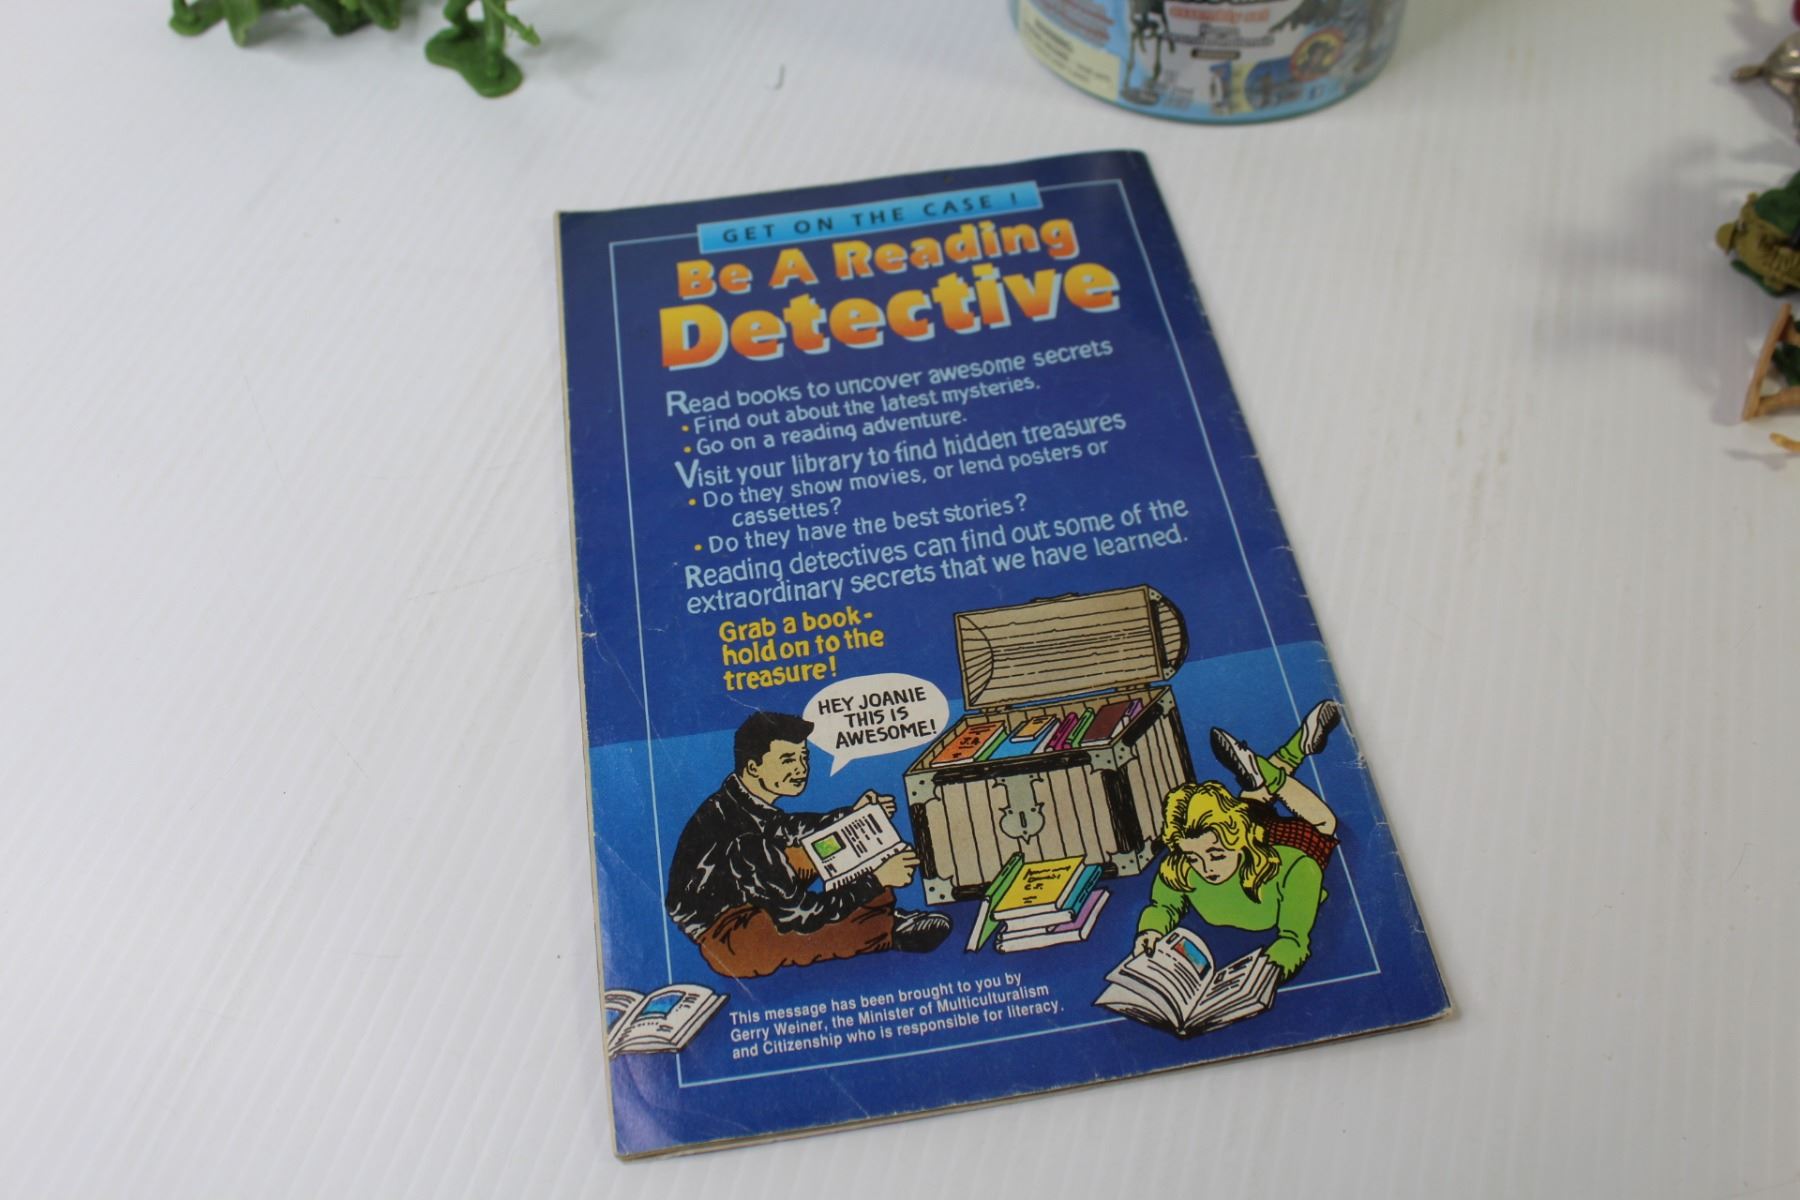 GET ON THE CASE !
Be A Reading
Detective
Read books to uncover awesome secrets
• Find out about the latest mysteries.
• Go on a reading adventure.
Visit your library to find hidden treasures
• Do they show movies, or lend posters or
cassettes?
• Do they have the best stories?
Reading detectives can find out some of the
extraordinary secrets that we have learned.
Grab a book-
hold on to the
treasure!
HEY JOANIE
THIS IS
AWESOME!
This message has been brought to you by
Gerry Weiner, the Minister of Multiculturalism
and Citizenship who is responsible for literacy.